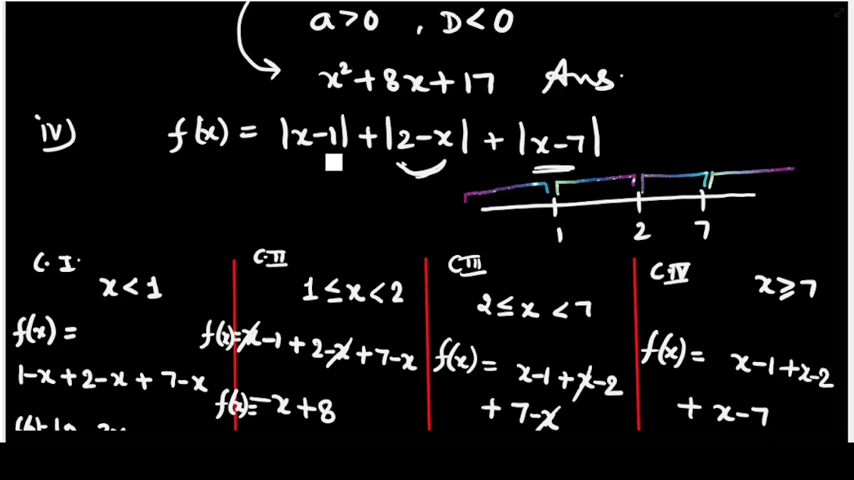 a>0 , D<0
x²+8x+17 Ans.
iv) f(x) = |x-1| + |2-x| + |x-7|
1 2 7
C.I. x<1
f(x) =
1-x+2-x+7-x
C.II 1≤x<2
f(x)=x-1+2-x+7-x
f(x)=-x+8
C.III 2≤x<7
f(x)= x-1+x-2
+7-x
C.IV x≥7
f(x)= x-1+x-2
+x-7